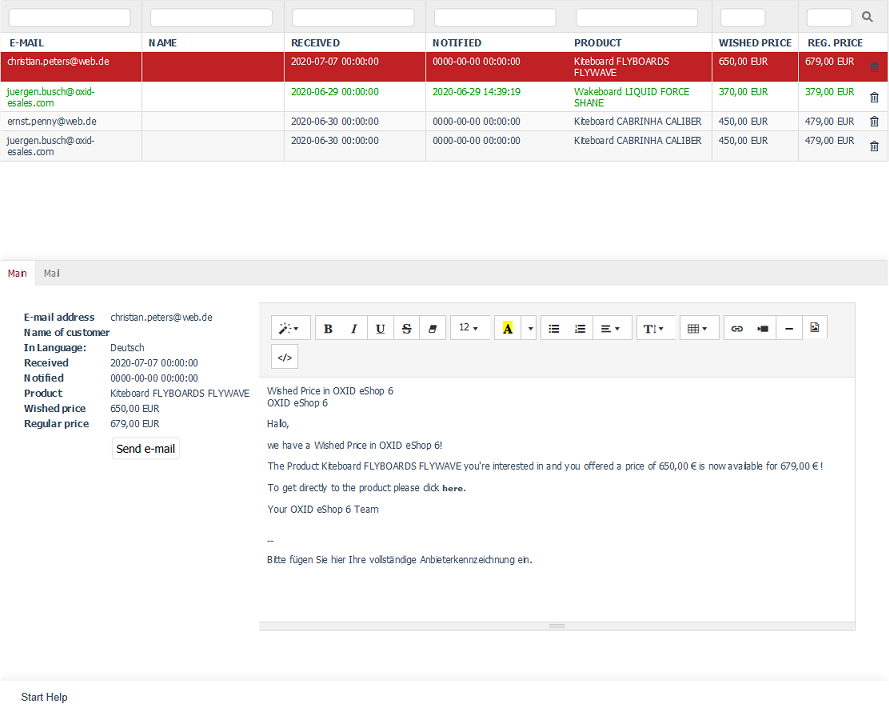 E-MAIL NAME RECEIVED NOTIFIED PRODUCT WISHED PRICE REG. PRICE
christian.peters@web.de 2020-07-07 00:00:00 0000-00-00 00:00:00 Kiteboard FLYBOARDS 650,00 EUR 679,00 EUR
FLYWAVE
juergen.busch@oxid- 2020-06-29 00:00:00 2020-06-29 14:39:19 Wakeboard LIQUID FORCE 370,00 EUR 379,00 EUR
esales.com SHANE
ernst.penny@web.de 2020-06-30 00:00:00 0000-00-00 00:00:00 Kiteboard CABRINHA CALIBER 450,00 EUR 479,00 EUR
juergen.busch@oxid- 2020-06-30 00:00:00 0000-00-00 00:00:00 Kiteboard CABRINHA CALIBER 450,00 EUR 479,00 EUR
esales.com
Main Mail
E-mail address christian.peters@web.de
Name of customer
In Language: Deutsch
Received 2020-07-07 00:00:00
Notified 0000-00-00 00:00:00
Product Kiteboard FLYBOARDS FLYWAVE
Wished price 650,00 EUR
Regular price 679,00 EUR
Send e-mail
B I U S 12 A T!
</>
Wished Price in OXID eShop 6
OXID eShop 6
Hallo,
we have a Wished Price in OXID eShop 6!
The Product Kiteboard FLYBOARDS FLYWAVE you're interested in and you offered a price of 650,00 € is now available for 679,00 € !
To get directly to the product please click here.
Your OXID eShop 6 Team
--
Bitte fügen Sie hier Ihre vollständige Anbieterkennzeichnung ein.
Start Help